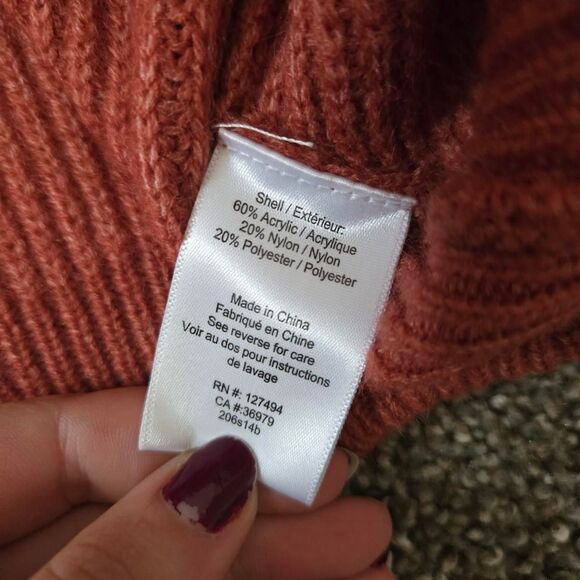 Shell / Extérieur:
60% Acrylic / Acrylique
20% Nylon / Nylon
20% Polyester / Polyester
Made in China
Fabriqué en Chine
See reverse for care
Voir au dos pour instructions
de lavage
RN #: 127494
CA #:36979
206s14b